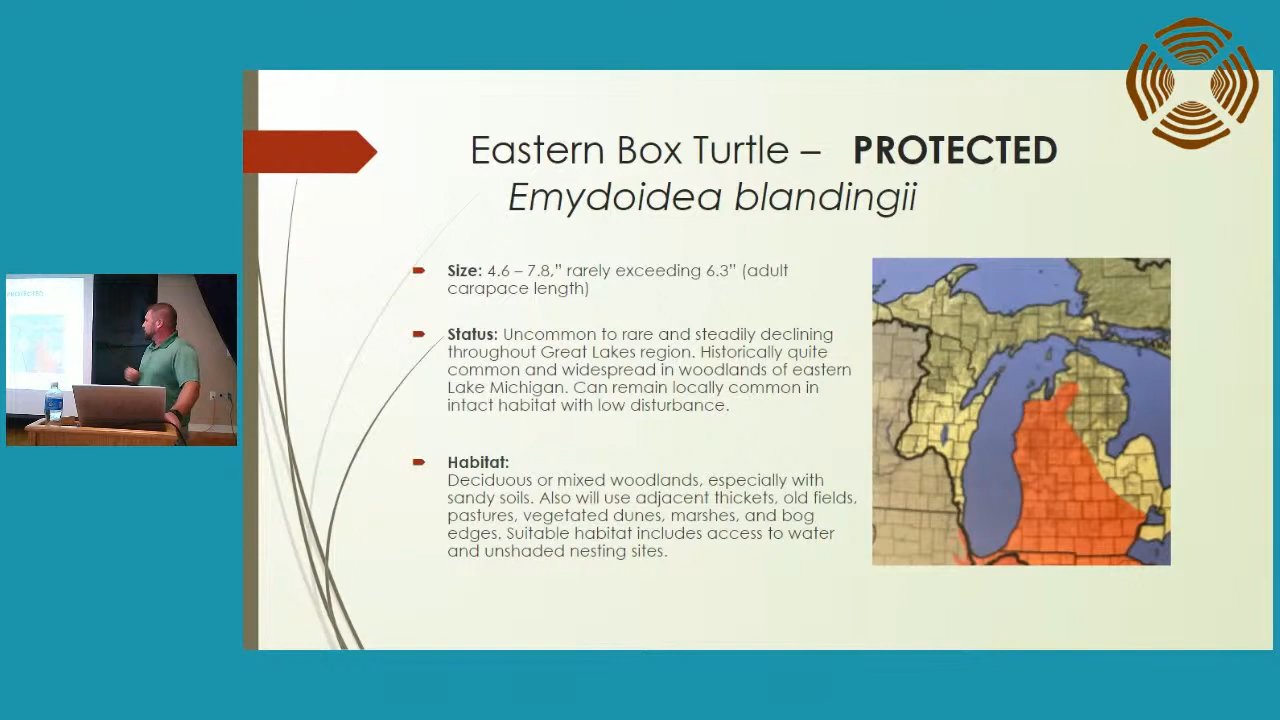 Eastern Box Turtle – PROTECTED
Emydoidea blandingii
Size: 4.6 – 7.8,” rarely exceeding 6.3” (adult
carapace length)
Status: Uncommon to rare and steadily declining
throughout Great Lakes region. Historically quite
common and widespread in woodlands of eastern
Lake Michigan. Can remain locally common in
intact habitat with low disturbance.
Habitat:
Deciduous or mixed woodlands, especially with
sandy soils. Also will use adjacent thickets, old fields,
pastures, vegetated dunes, marshes, and bog
edges. Suitable habitat includes access to water
and unshaded nesting sites.